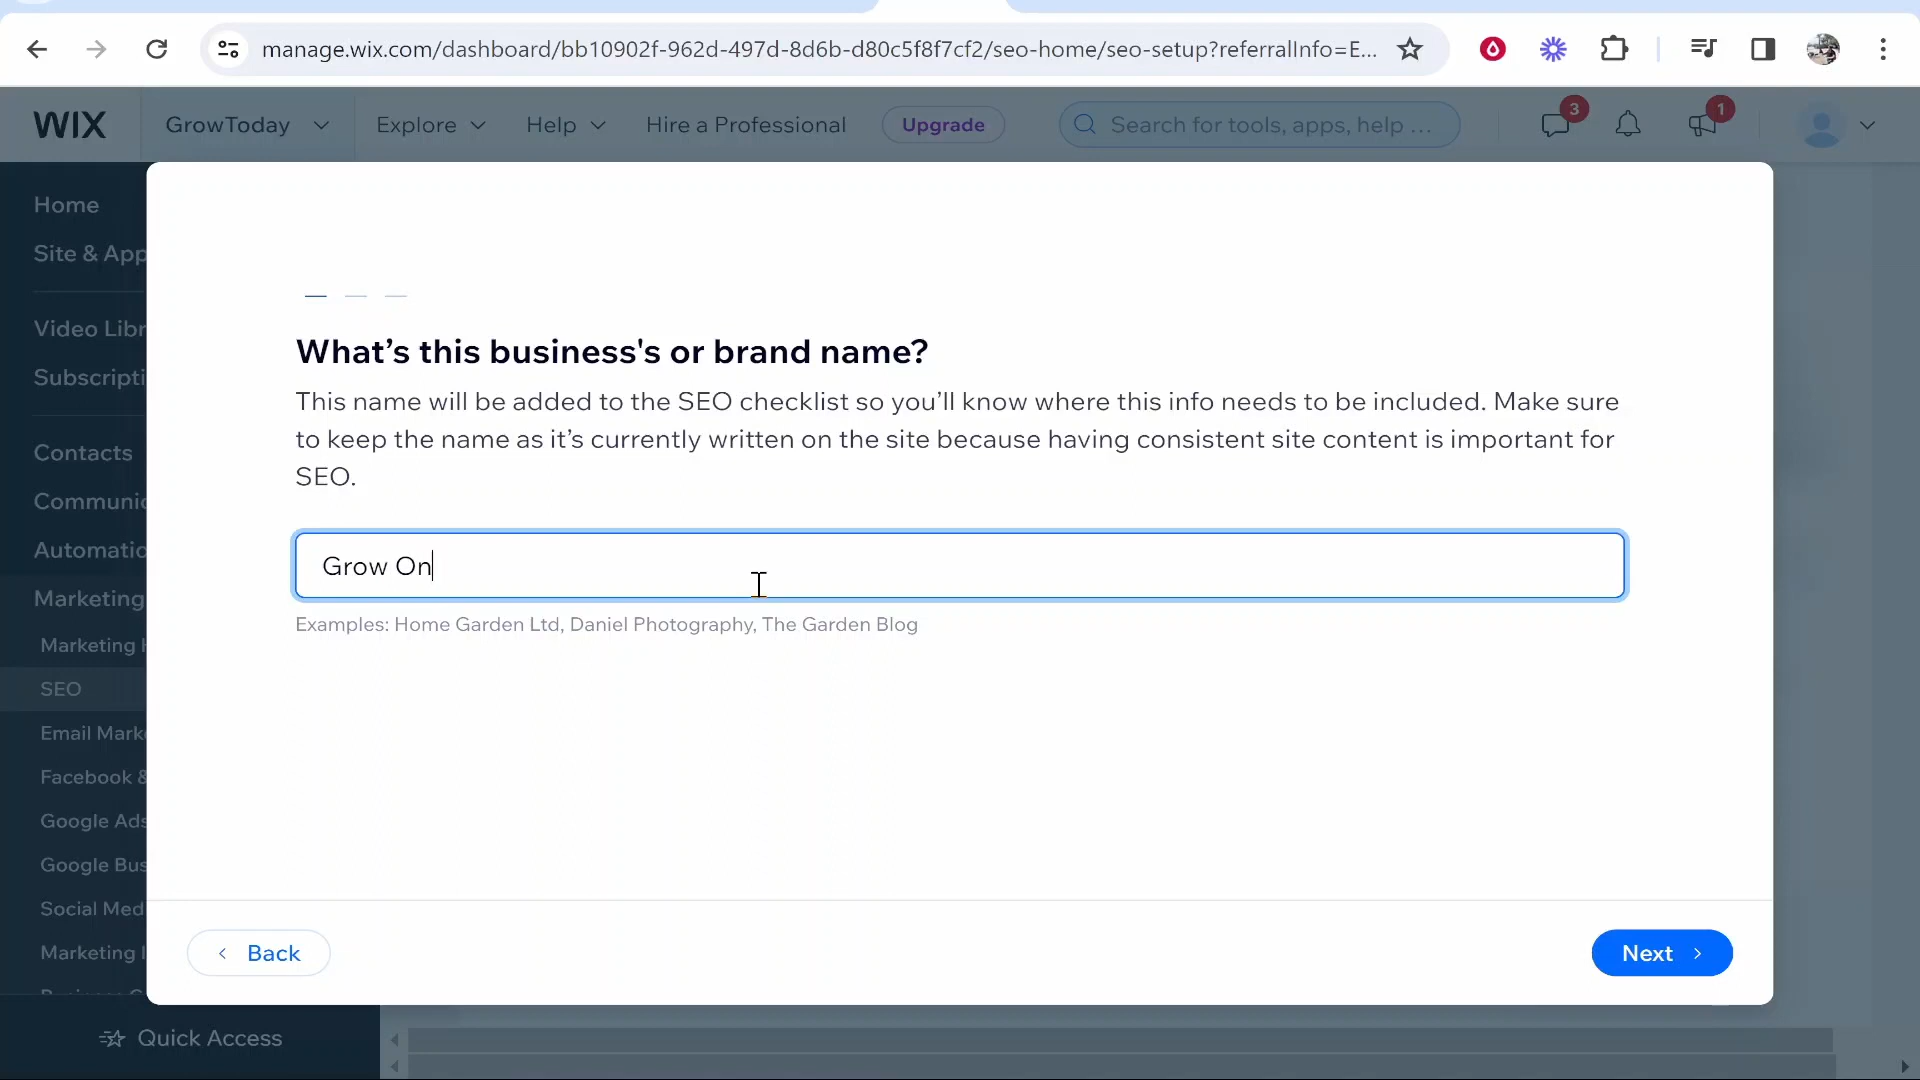 manage.wix.com/dashboard/bb10902f-962d-497d-8d6b-d80c5f8f7cf2/seo-home/seo-setup?referralInfo=E...
WIX GrowToday Explore Help Hire a Professional Upgrade Search for tools, apps, help ... 3 1
Home
Site & App
Video Libr
Subscripti
Contacts
Communic
Automatio
Marketing
Marketing H
SEO
Email Marke
Facebook &
Google Ads
Google Bus
Social Med
Marketing I
Quick Access
What's this business's or brand name?
This name will be added to the SEO checklist so you'll know where this info needs to be included. Make sure
to keep the name as it's currently written on the site because having consistent site content is important for
SEO.
Grow On
Examples: Home Garden Ltd, Daniel Photography, The Garden Blog
Back
Next